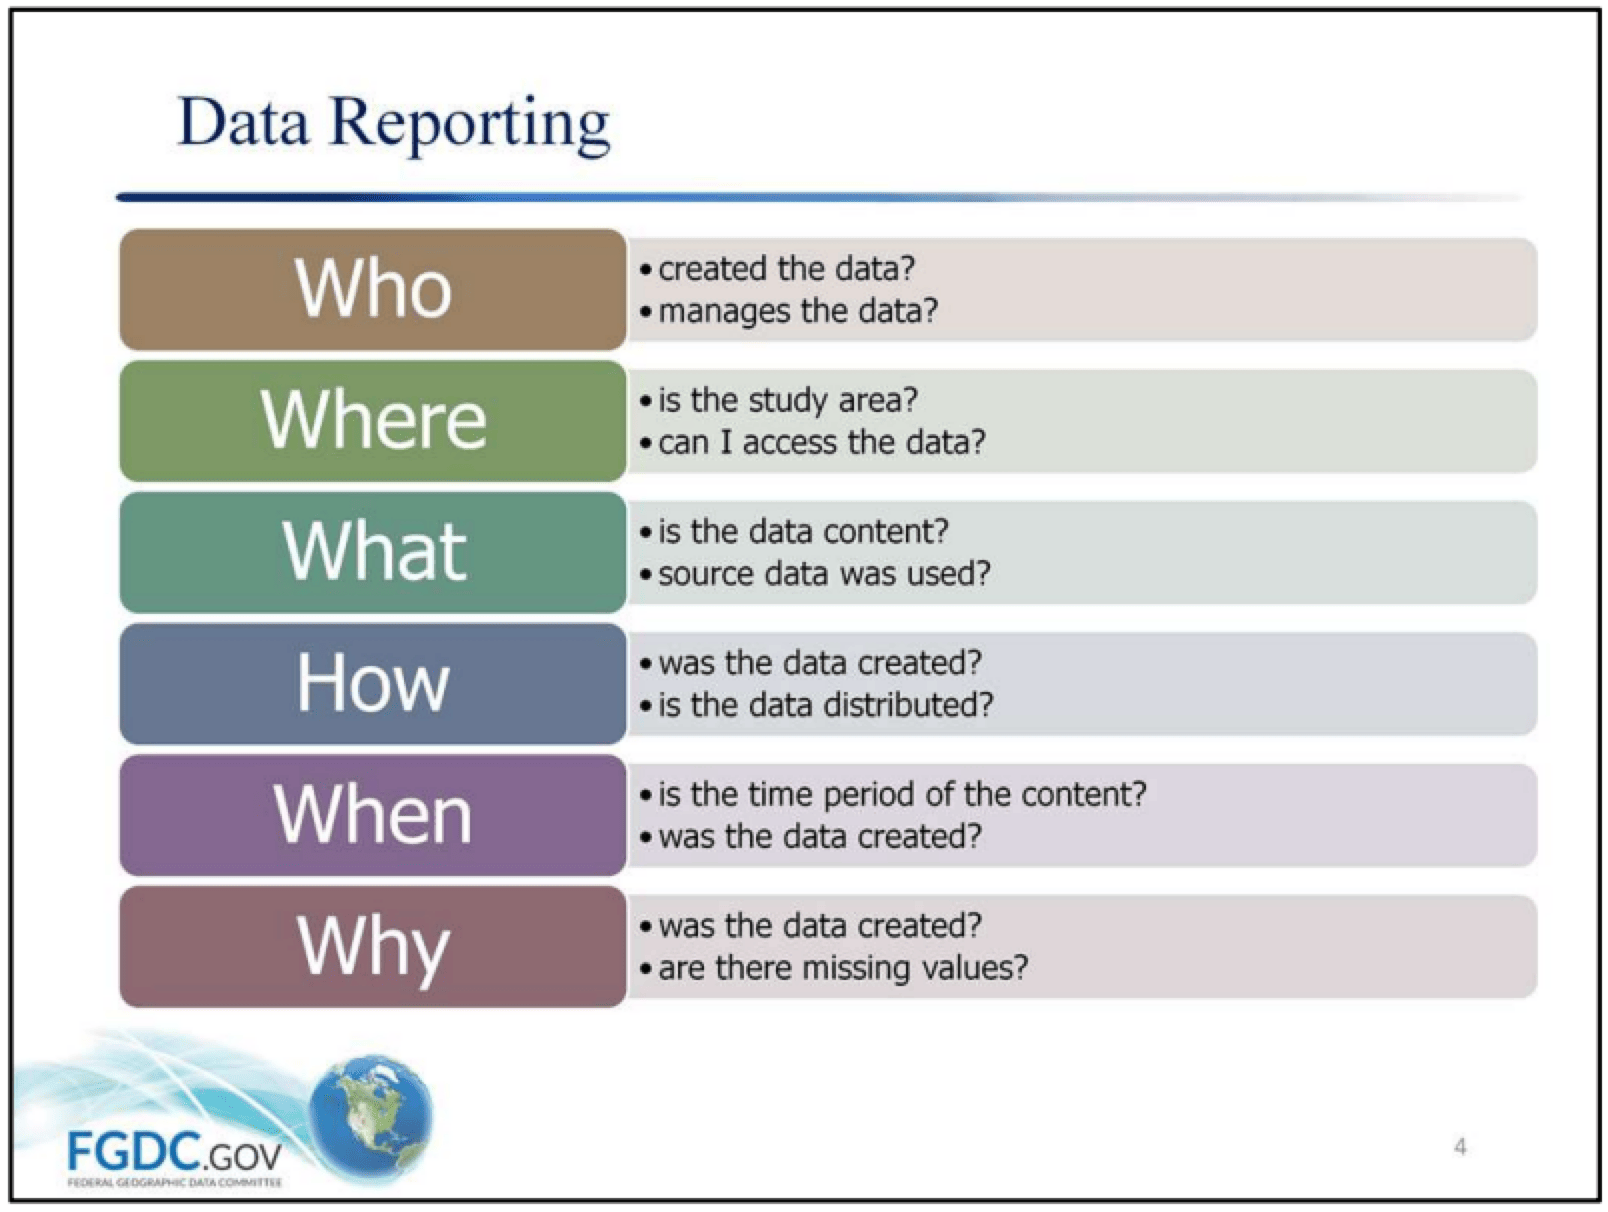 Data Reporting
Who
• created the data?
• manages the data?
Where
• is the study area?
• can I access the data?
What
• is the data content?
• source data was used?
How
• was the data created?
• is the data distributed?
When
• is the time period of the content?
• was the data created?
Why
• was the data created?
• are there missing values?
FGDC.GOV
FEDERAL GEOGRAPHIC DATA COMMITTEE
4